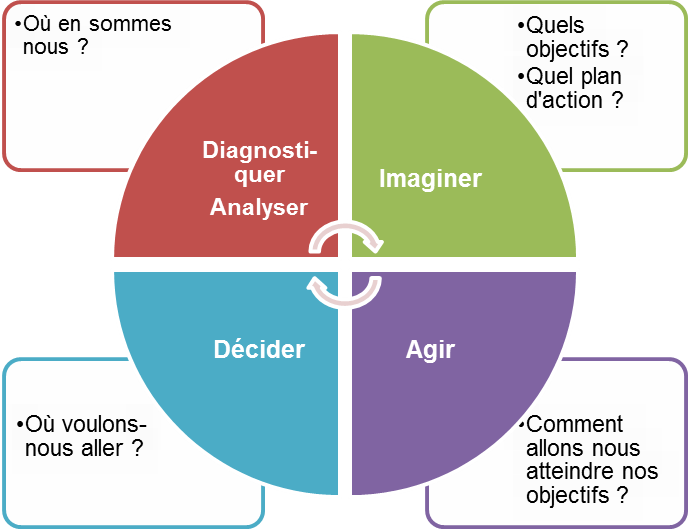 •Où en sommes
nous ?
•Quels
objectifs ?
•Quel plan
d'action ?
Diagnosti-
quer
Analyser
Imaginer
Décider
Agir
•Où voulons-
nous aller ?
•Comment
allons nous
atteindre nos
objectifs ?